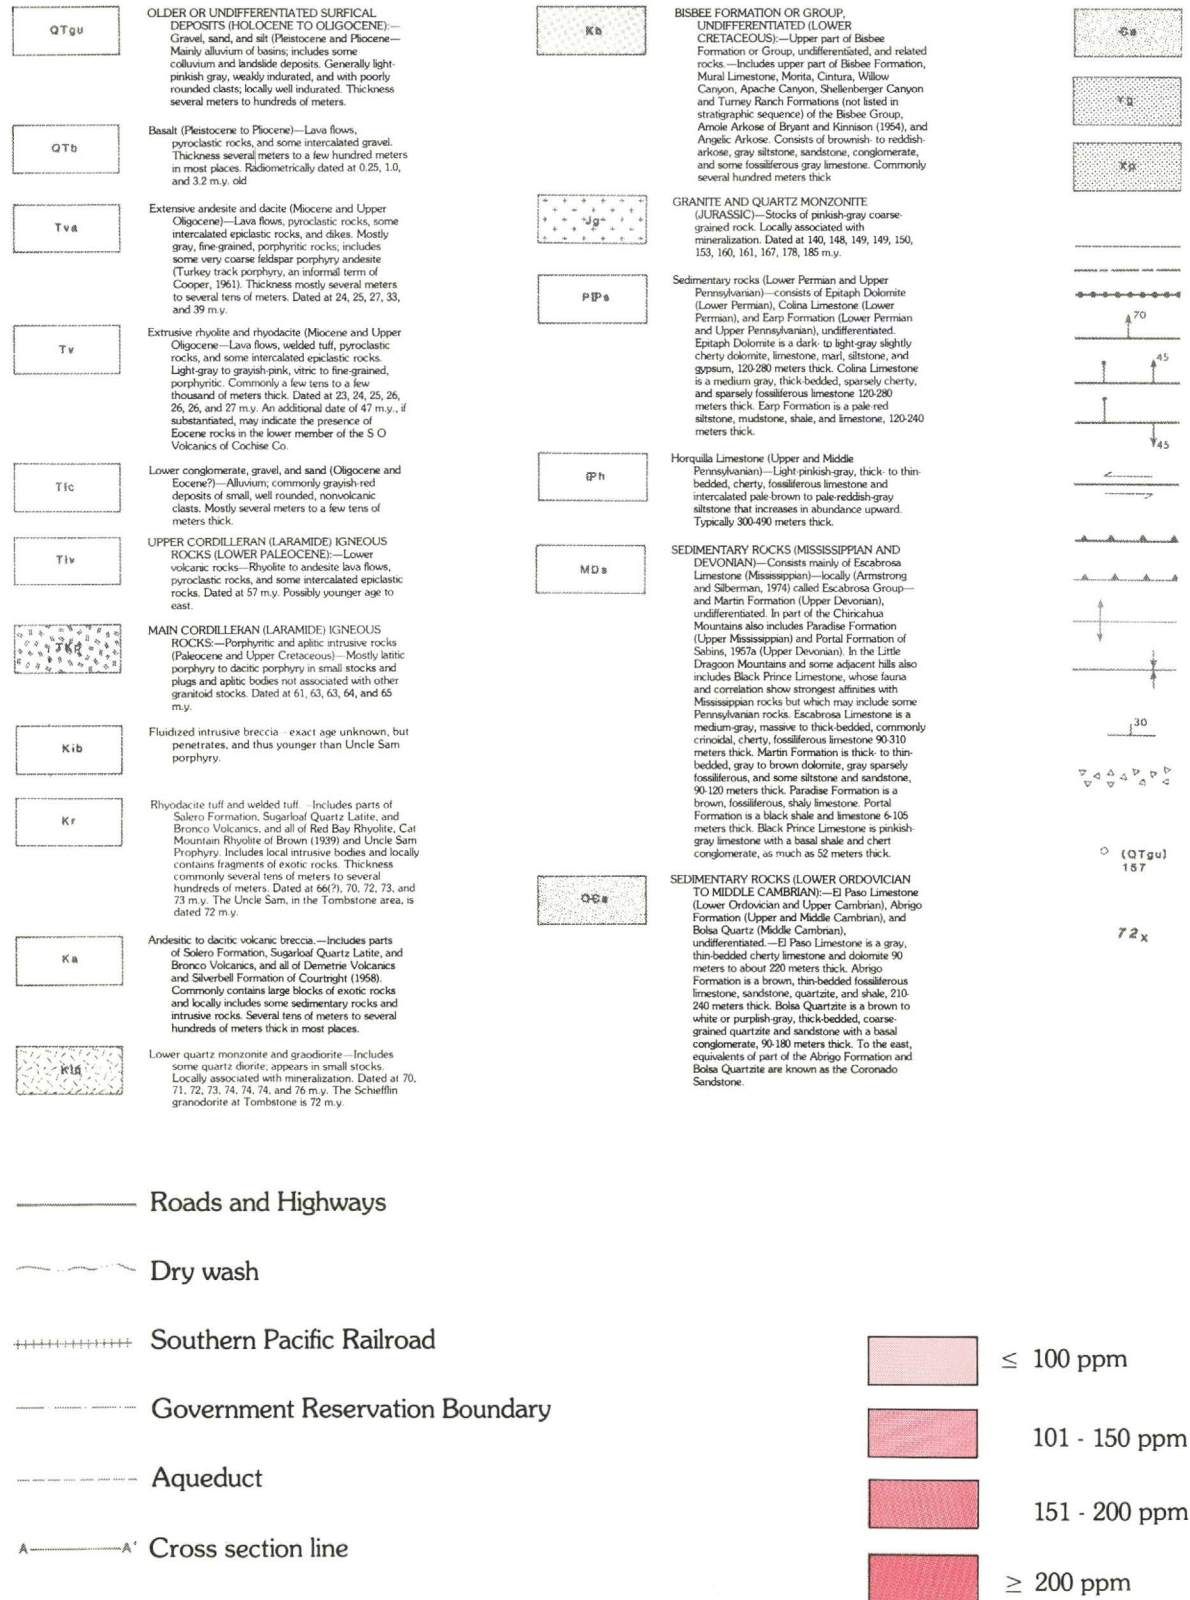 QTgu
OLDER OR UNDIFFERENTIATED SURFICAL
DEPOSITS (HOLOCENE TO OLIGOCENE):—
Gravel, sand, and silt (Pleistocene and Pliocene—
Mainly alluvium of basins; includes some
colluvium and landslide deposits. Generally light-
pinkish gray, weakly indurated, and with poorly
rounded clasts; locally well indurated. Thickness
several meters to hundreds of meters.
QTb
Basalt (Pleistocene to Pliocene)—Lava flows,
pyroclastic rocks, and some intercalated gravel.
Thickness several meters to a few hundred meters
in most places. Radiometrically dated at 0.25, 1.0,
and 3.2 m.y. old
Tva
Extensive andesite and dacite (Miocene and Upper
Oligocene)—Lava flows, pyroclastic rocks, some
intercalated epiclastic rocks, and dikes. Mostly
gray, fine-grained, porphyritic rocks; includes
some very coarse feldspar porphyry andesite
(Turkey track porphyry, an informal term of
Cooper, 1961). Thickness mostly several meters
to several tens of meters. Dated at 24, 25, 27, 33,
and 39 m.y.
Tv
Extrusive rhyolite and rhyodacite (Miocene and Upper
Oligocene—Lava flows, welded tuff, pyroclastic
rocks, and some intercalated epiclastic rocks.
Light-gray to grayish-pink, vitric to fine-grained,
porphyritic. Commonly a few tens to a few
thousand of meters thick. Dated at 23, 24, 25, 26,
26, 26, and 27 m.y. An additional date of 47 m.y., if
substantiated, may indicate the presence of
Eocene rocks in the lower member of the S O
Volcanics of Cochise Co.
Tlc
Lower conglomerate, gravel, and sand (Oligocene and
Eocene?)—Alluvium; commonly grayish-red
deposits of small, well rounded, nonvolcanic
clasts. Mostly several meters to a few tens of
meters thick.
Tlv
UPPER CORDILLERAN (LARAMIDE) IGNEOUS
ROCKS (LOWER PALEOCENE):—Lower
volcanic rocks—Rhyolite to andesite lava flows,
pyroclastic rocks, and some intercalated epiclastic
rocks. Dated at 57 m.y. Possibly younger age to
east.
MAIN CORDILLERAN (LARAMIDE) IGNEOUS
ROCKS:—Porphyritic and aplitic intrusive rocks
(Paleocene and Upper Cretaceous)—Mostly latitic
porphyry to dacitic porphyry in small stocks and
plugs and aplitic bodies not associated with other
granitoid stocks. Dated at 61, 63, 63, 64, and 65
m.y.
Kib
Fluidized intrusive breccia - exact age unknown, but
penetrates, and thus younger than Uncle Sam
porphyry.
Kr
Rhyodacite tuff and welded tuff. —Includes parts of
Salero Formation, Sugarloaf Quartz Latite, and
Bronco Volcanics, and all of Red Bay Rhyolite, Cat
Mountain Rhyolite of Brown (1939) and Uncle Sam
Prophyry. Includes local intrusive bodies and locally
contains fragments of exotic rocks. Thickness
commonly several tens of meters to several
hundreds of meters. Dated at 66(?), 70, 72, 73, and
73 m.y. The Uncle Sam, in the Tombstone area, is
dated 72 m.y.
Ka
Andesitic to dacitic volcanic breccia.—Includes parts
of Solero Formation, Sugarloaf Quartz Latite, and
Bronco Volcanics, and all of Demetrie Volcanics
and Silverbell Formation of Courtright (1958).
Commonly contains large blocks of exotic rocks
and locally includes some sedimentary rocks and
intrusive rocks. Several tens of meters to several
hundreds of meters thick in most places.
Lower quartz monzonite and graodiorite—Includes
some quartz diorite; appears in small stocks.
Locally associated with mineralization. Dated at 70,
71, 72, 73, 74, 74, 74, and 76 m.y. The Schiefflin
granodorite at Tombstone is 72 m.y.
Kb
BISBEE FORMATION OR GROUP,
UNDIFFERENTIATED (LOWER
CRETACEOUS):—Upper part of Bisbee
Formation or Group, undifferentiated, and related
rocks.—Includes upper part of Bisbee Formation,
Mural Limestone, Morita, Cintura, Willow
Canyon, Apache Canyon, Shellenberger Canyon
and Turney Ranch Formations (not listed in
stratigraphic sequence) of the Bisbee Group,
Amole Arkose of Bryant and Kinnison (1954), and
Angelic Arkose. Consists of brownish- to reddish-
arkose, gray siltstone, sandstone, conglomerate,
and some fossiliferous gray limestone. Commonly
several hundred meters thick
Jg
GRANITE AND QUARTZ MONZONITE
(JURASSIC)—Stocks of pinkish-gray coarse-
grained rock. Locally associated with
mineralization. Dated at 140, 148, 149, 149, 150,
153, 160, 161, 167, 178, 185 m.y.
PIPs
Sedimentary rocks (Lower Permian and Upper
Pennsylvanian)—consists of Epitaph Dolomite
(Lower Permian), Colina Limestone (Lower
Permian), and Earp Formation (Lower Permian
and Upper Pennsylvanian), undifferentiated.
Epitaph Dolomite is a dark- to light-gray slightly
cherty dolomite, limestone, marl, siltstone, and
gypsum, 120-280 meters thick. Colina Limestone
is a medium gray, thick-bedded, sparsely cherty,
and sparsely fossiliferous limestone 120-280
meters thick. Earp Formation is a pale-red
siltstone, mudstone, shale, and limestone, 120-240
meters thick.
IPh
Horquilla Limestone (Upper and Middle
Pennsylvanian)—Light-pinkish-gray, thick- to thin-
bedded, cherty, fossiliferous limestone and
intercalated pale-brown to pale-reddish-gray
siltstone that increases in abundance upward.
Typically 300-490 meters thick.
MDs
SEDIMENTARY ROCKS (MISSISSIPPIAN AND
DEVONIAN)—Consists mainly of Escabrosa
Limestone (Mississippian)—locally (Armstrong
and Silberman, 1974) called Escabrosa Group—
and Martin Formation (Upper Devonian),
undifferentiated. In part of the Chiricahua
Mountains also includes Paradise Formation
(Upper Mississippian) and Portal Formation of
Sabins, 1957a (Upper Devonian). In the Little
Dragoon Mountains and some adjacent hills also
includes Black Prince Limestone, whose fauna
and correlation show strongest affinities with
Mississippian rocks but which may include some
Pennsylvanian rocks. Escabrosa Limestone is a
medium-gray, massive to thick-bedded, commonly
crinoidal, cherty, fossiliferous limestone 90-310
meters thick. Martin Formation is thick- to thin-
bedded, gray to brown dolomite, gray sparsely
fossiliferous, and some siltstone and sandstone,
90-120 meters thick. Paradise Formation is a
brown, fossiliferous, shaly limestone. Portal
Formation is a black shale and limestone 6-105
meters thick. Black Prince Limestone is pinkish-
gray limestone with a basal shale and chert
conglomerate, as much as 52 meters thick.
OЄs
SEDIMENTARY ROCKS (LOWER ORDOVICIAN
TO MIDDLE CAMBRIAN):—El Paso Limestone
(Lower Ordovician and Upper Cambrian), Abrigo
Formation (Upper and Middle Cambrian), and
Bolsa Quartz (Middle Cambrian),
undifferentiated.—El Paso Limestone is a gray,
thin-bedded cherty limestone and dolomite 90
meters to about 220 meters thick. Abrigo
Formation is a brown, thin-bedded fossiliferous
limestone, sandstone, quartzite, and shale, 210-
240 meters thick. Bolsa Quartzite is a brown to
white or purplish-gray, thick-bedded, coarse-
grained quartzite and sandstone with a basal
conglomerate, 90-180 meters thick. To the east,
equivalents of part of the Abrigo Formation and
Bolsa Quartzite are known as the Coronado
Sandstone.
Єs
Yg
Xp
70
45
45
30
(QTgu)
157
72x
Roads and Highways
Dry wash
Southern Pacific Railroad
Government Reservation Boundary
Aqueduct
A A' Cross section line
≤ 100 ppm
101 - 150 ppm
151 - 200 ppm
≥ 200 ppm